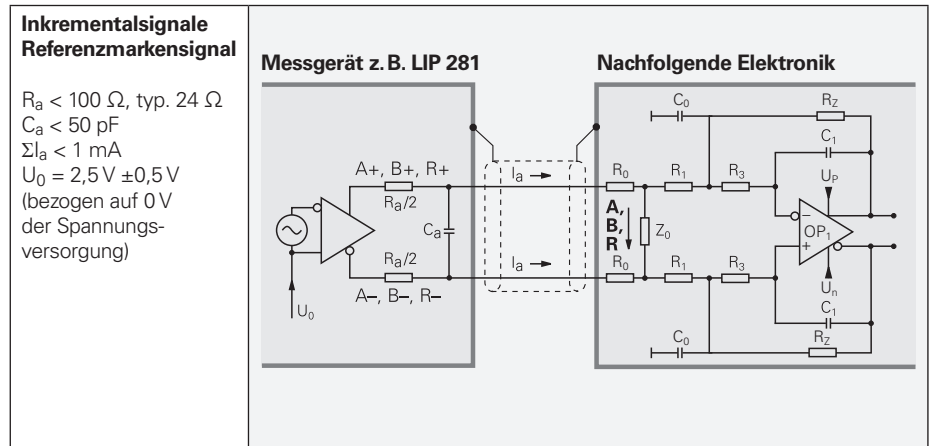 Inkrementalsignale
Referenzmarkensignal
Rₐ < 100 Ω, typ. 24 Ω
Cₐ < 50 pF
ΣIₐ < 1 mA
U₀ = 2,5 V ±0,5 V
(bezogen auf 0 V
der Spannungs-
versorgung)
Messgerät z. B. LIP 281
Nachfolgende Elektronik
C₀
R_Z
C₁
A+, B+, R+
Iₐ
R₀
R₁
R₃
U_P
Rₐ/2
Cₐ
A,
B,
R
Z₀
−
OP₁
+
Rₐ/2
Iₐ
R₀
R₁
R₃
A–, B–, R–
Uₙ
U₀
C₁
C₀
R_Z